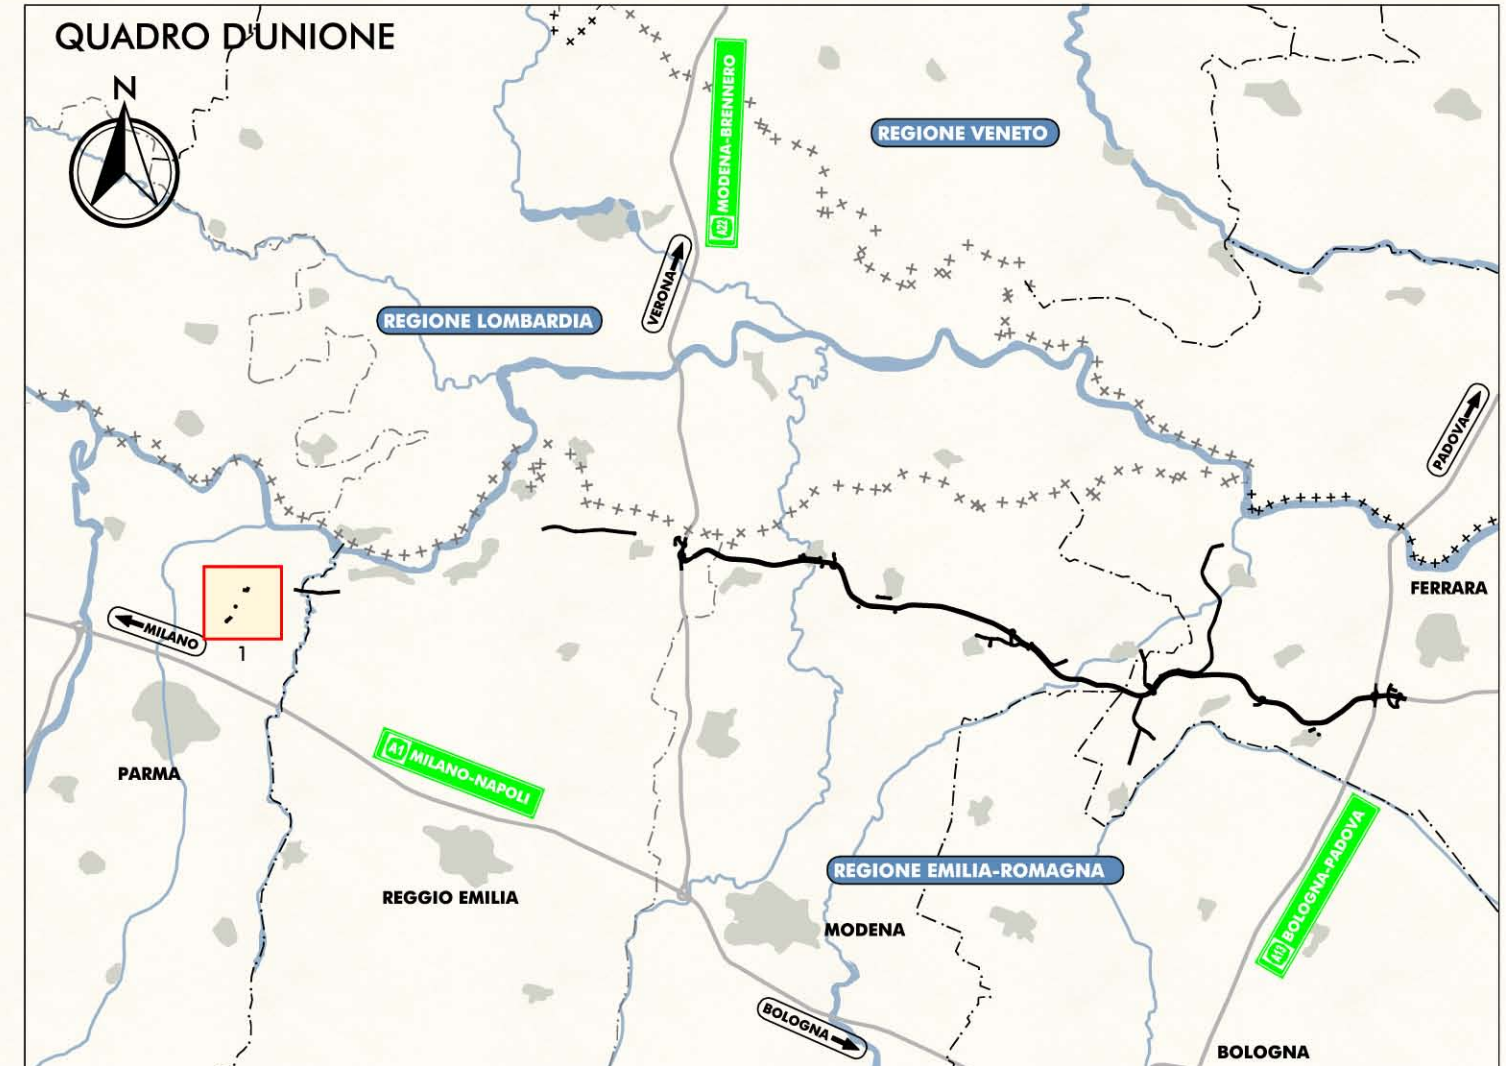 QUADRO D'UNIONE
N
A22 MODENA-BRENNERO
REGIONE VENETO
VERONA
REGIONE LOMBARDIA
PADOVA
FERRARA
MILANO
1
PARMA
A1 MILANO-NAPOLI
REGGIO EMILIA
REGIONE EMILIA-ROMAGNA
A13 BOLOGNA-PADOVA
MODENA
BOLOGNA
BOLOGNA